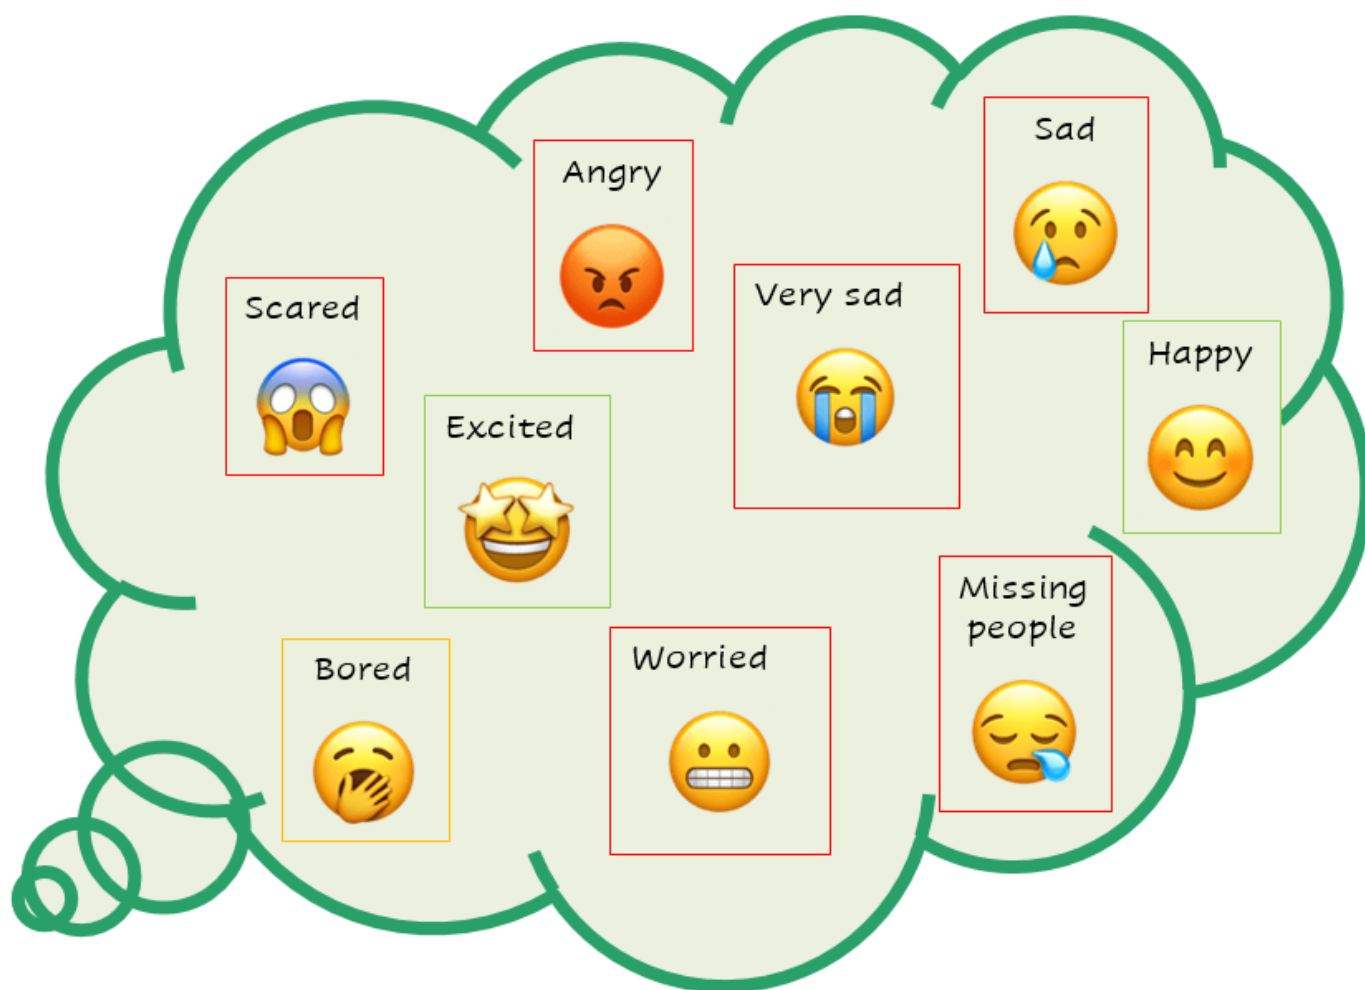 Sad
Angry
Very sad
Scared
Happy
Excited
Missing
people
Worried
Bored